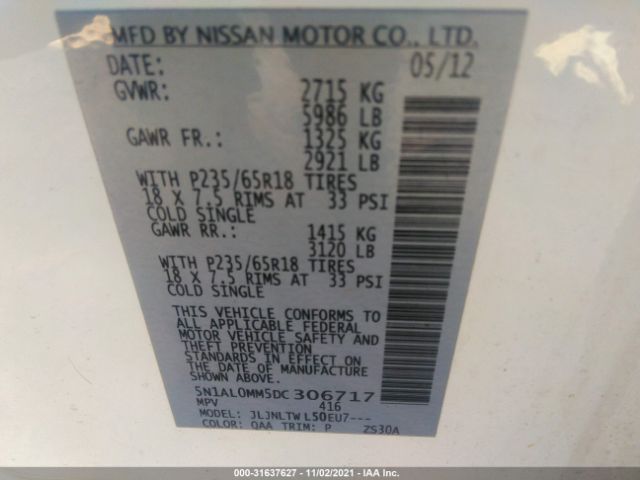 MFD BY NISSAN MOTOR CO., LTD.
DATE: 05/12
GVWR: 2715 KG
5986 LB
GAWR FR.: 1325 KG
2921 LB
WITH P235/65R18 TIRES
18 X 7.5 RIMS AT 33 PSI
COLD SINGLE
GAWR RR.: 1415 KG
3120 LB
WITH P235/65R18 TIRES
18 X 7.5 RIMS AT 33 PSI
COLD SINGLE
THIS VEHICLE CONFORMS TO
ALL APPLICABLE FEDERAL
MOTOR VEHICLE SAFETY AND
THEFT PREVENTION
STANDARDS IN EFFECT ON
THE DATE OF MANUFACTURE
SHOWN ABOVE.
5N1AL0MM5DC306717
MPV 416
MODEL: JLJNLTW L50EU7---
COLOR: QAA TRIM: P ZS30A
000-31637627 - 11/02/2021 - IAA Inc.